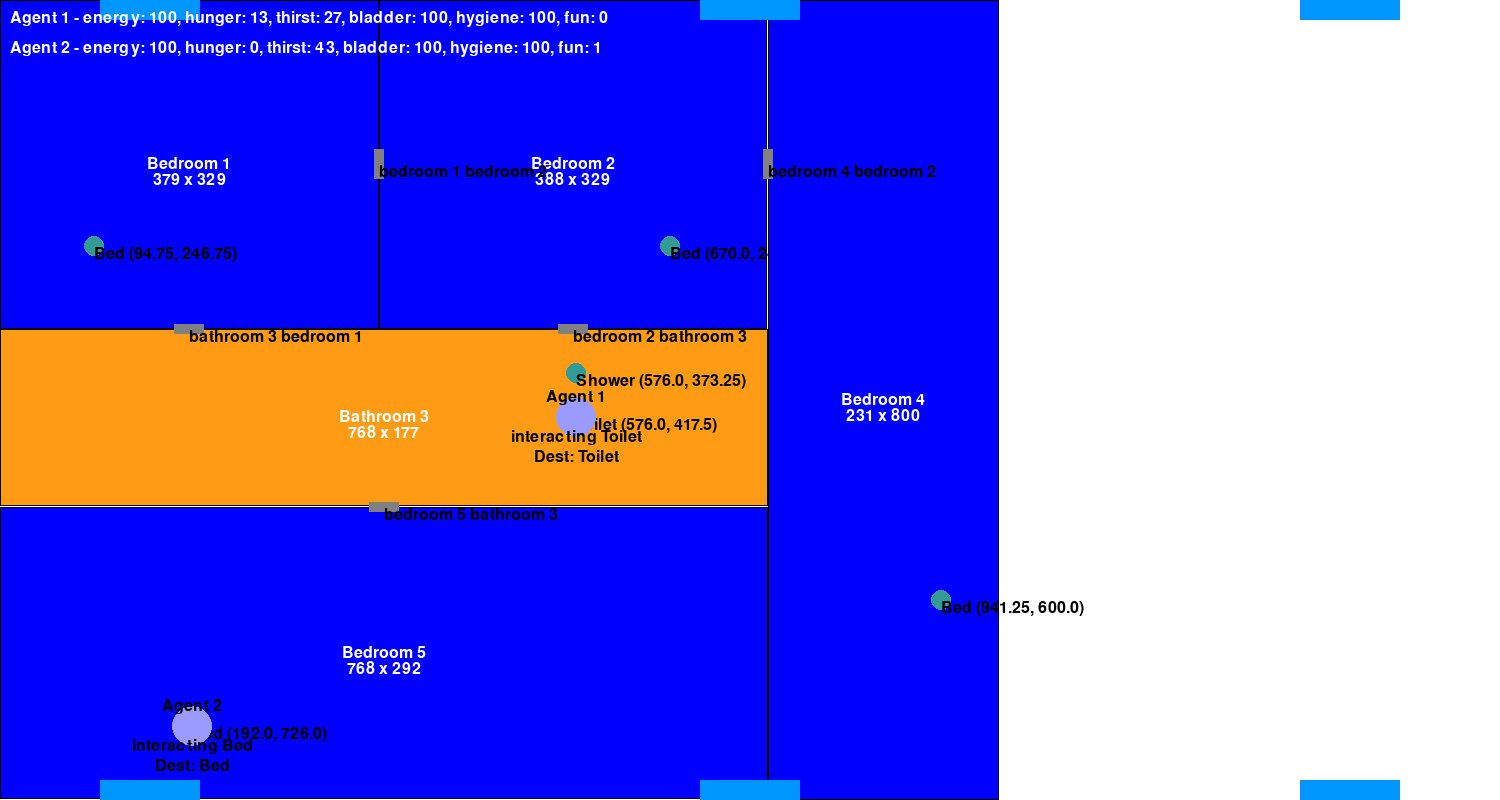 Agent 1 - energy: 100, hunger: 13, thirst: 27, bladder: 100, hygiene: 100, fun: 0
Agent 2 - energy: 100, hunger: 0, thirst: 43, bladder: 100, hygiene: 100, fun: 1
Bedroom 1
379 x 329
Bedroom 2
388 x 329
bedroom 1 bedroom
bedroom 4 bedroom 2
Bed (94.75, 246.75)
Bed (670.0, 2
bathroom 3 bedroom 1
bedroom 2 bathroom 3
Shower (576.0, 373.25)
Agent 1
ilet (576.0, 417.5)
interacting Toilet
Dest: Toilet
Bathroom 3
768 x 177
Bedroom 4
231 x 800
bedroom 5 bathroom 3
Bed (941.25, 600.0)
Bedroom 5
768 x 292
Agent 2
d (192.0, 726.0)
interacting Bed
Dest: Bed